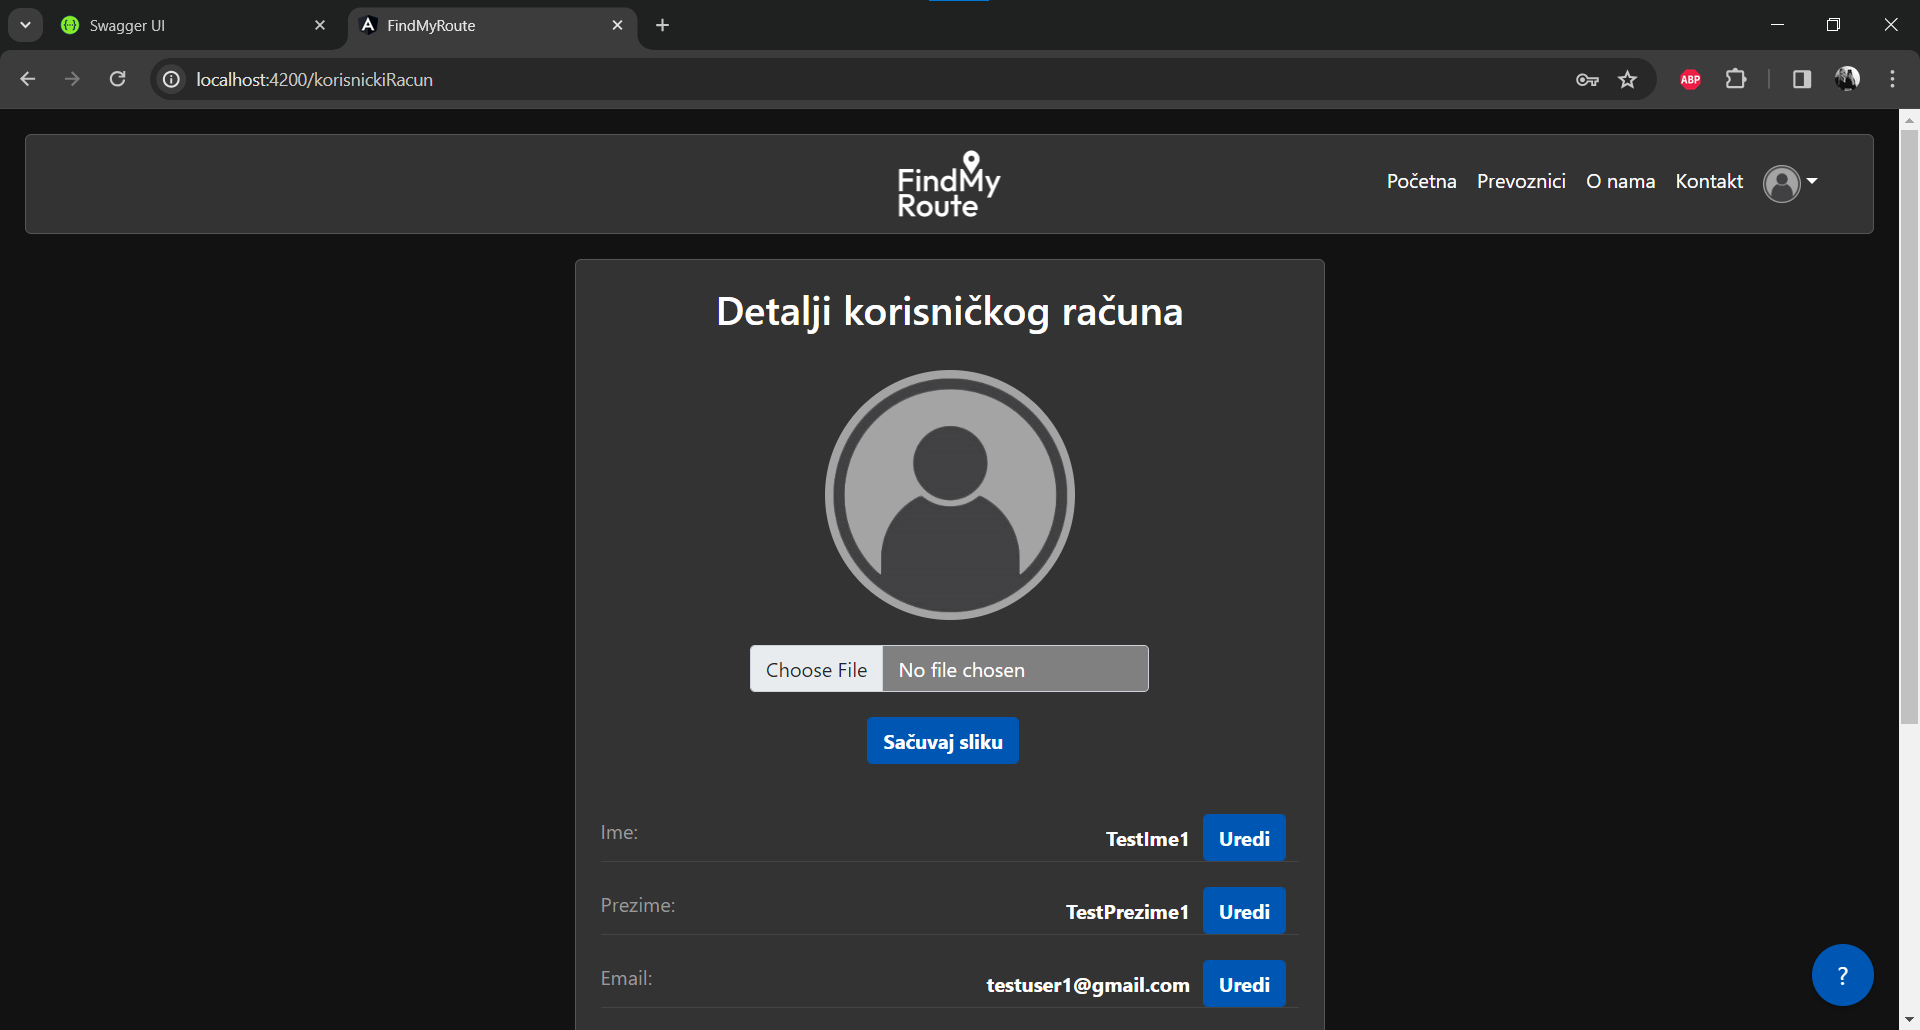 Swagger UI
FindMyRoute
localhost:4200/korisnickiRacun
ABP
FindMy
Route
Početna Prevoznici O nama Kontakt
Detalji korisničkog računa
Choose File No file chosen
Sačuvaj sliku
Ime: TestIme1 Uredi
Prezime: TestPrezime1 Uredi
Email: testuser1@gmail.com Uredi
?